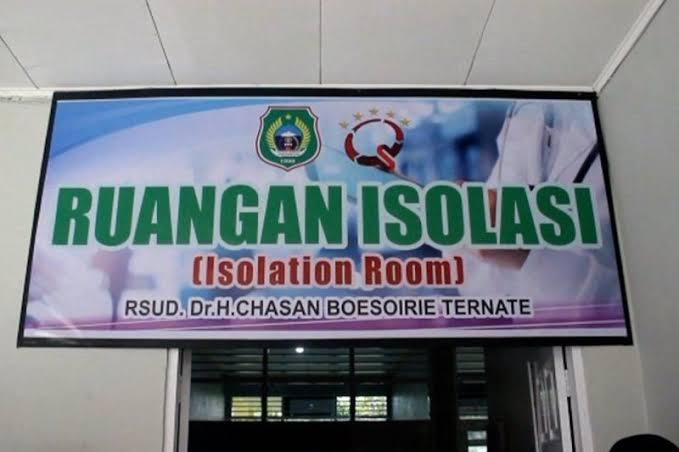 RUANGAN ISOLASI
(Isolation Room)
RSUD. Dr.H.CHASAN BOESOIRIE TERNATE